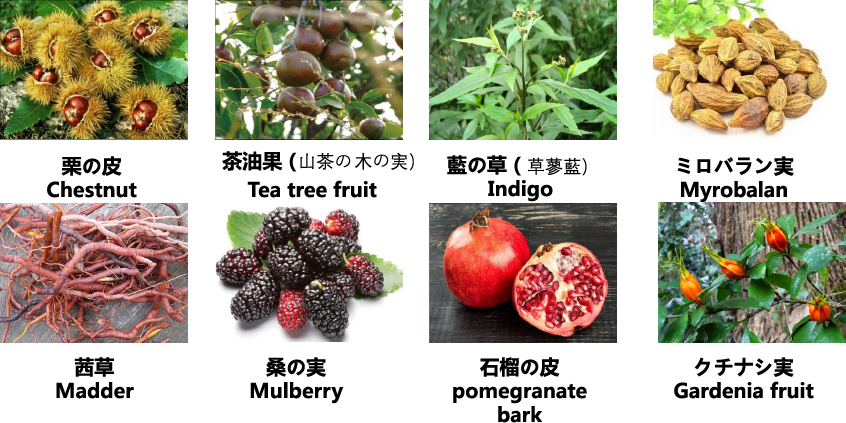 栗の皮
Chestnut
茶油果 (山茶の木の実)
Tea tree fruit
藍の草 ( 草蓼藍)
Indigo
ミロバラン実
Myrobalan
茜草
Madder
桑の実
Mulberry
石榴の皮
pomegranate
bark
クチナシ実
Gardenia fruit